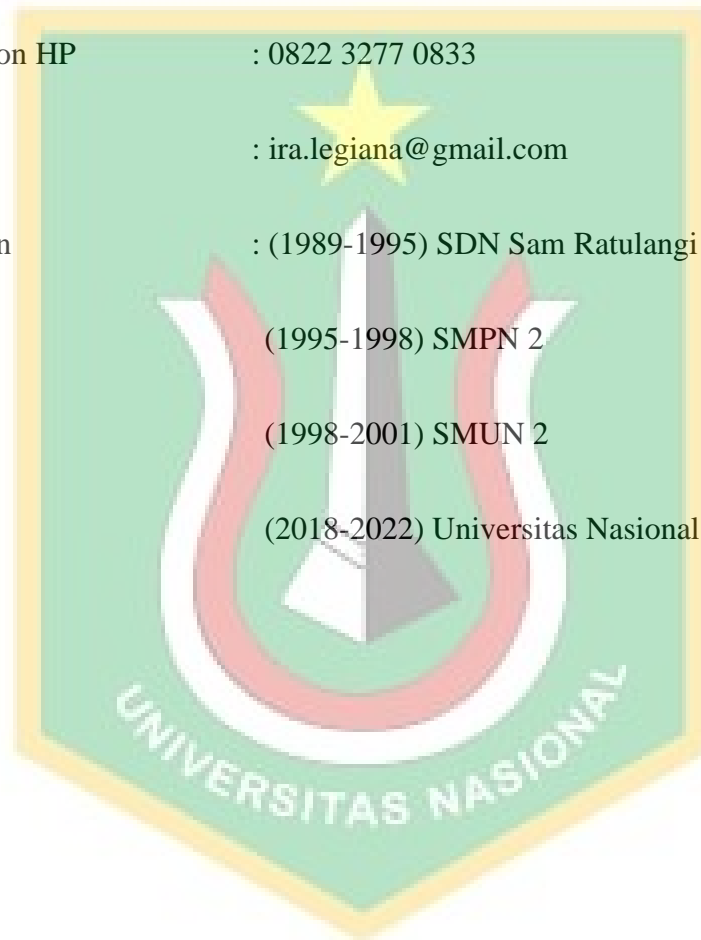 on HP : 0822 3277 0833
: ira.legiana@gmail.com
n : (1989-1995) SDN Sam Ratulangi
(1995-1998) SMPN 2
(1998-2001) SMUN 2
(2018-2022) Universitas Nasional
UNIVERSITAS NASIONAL